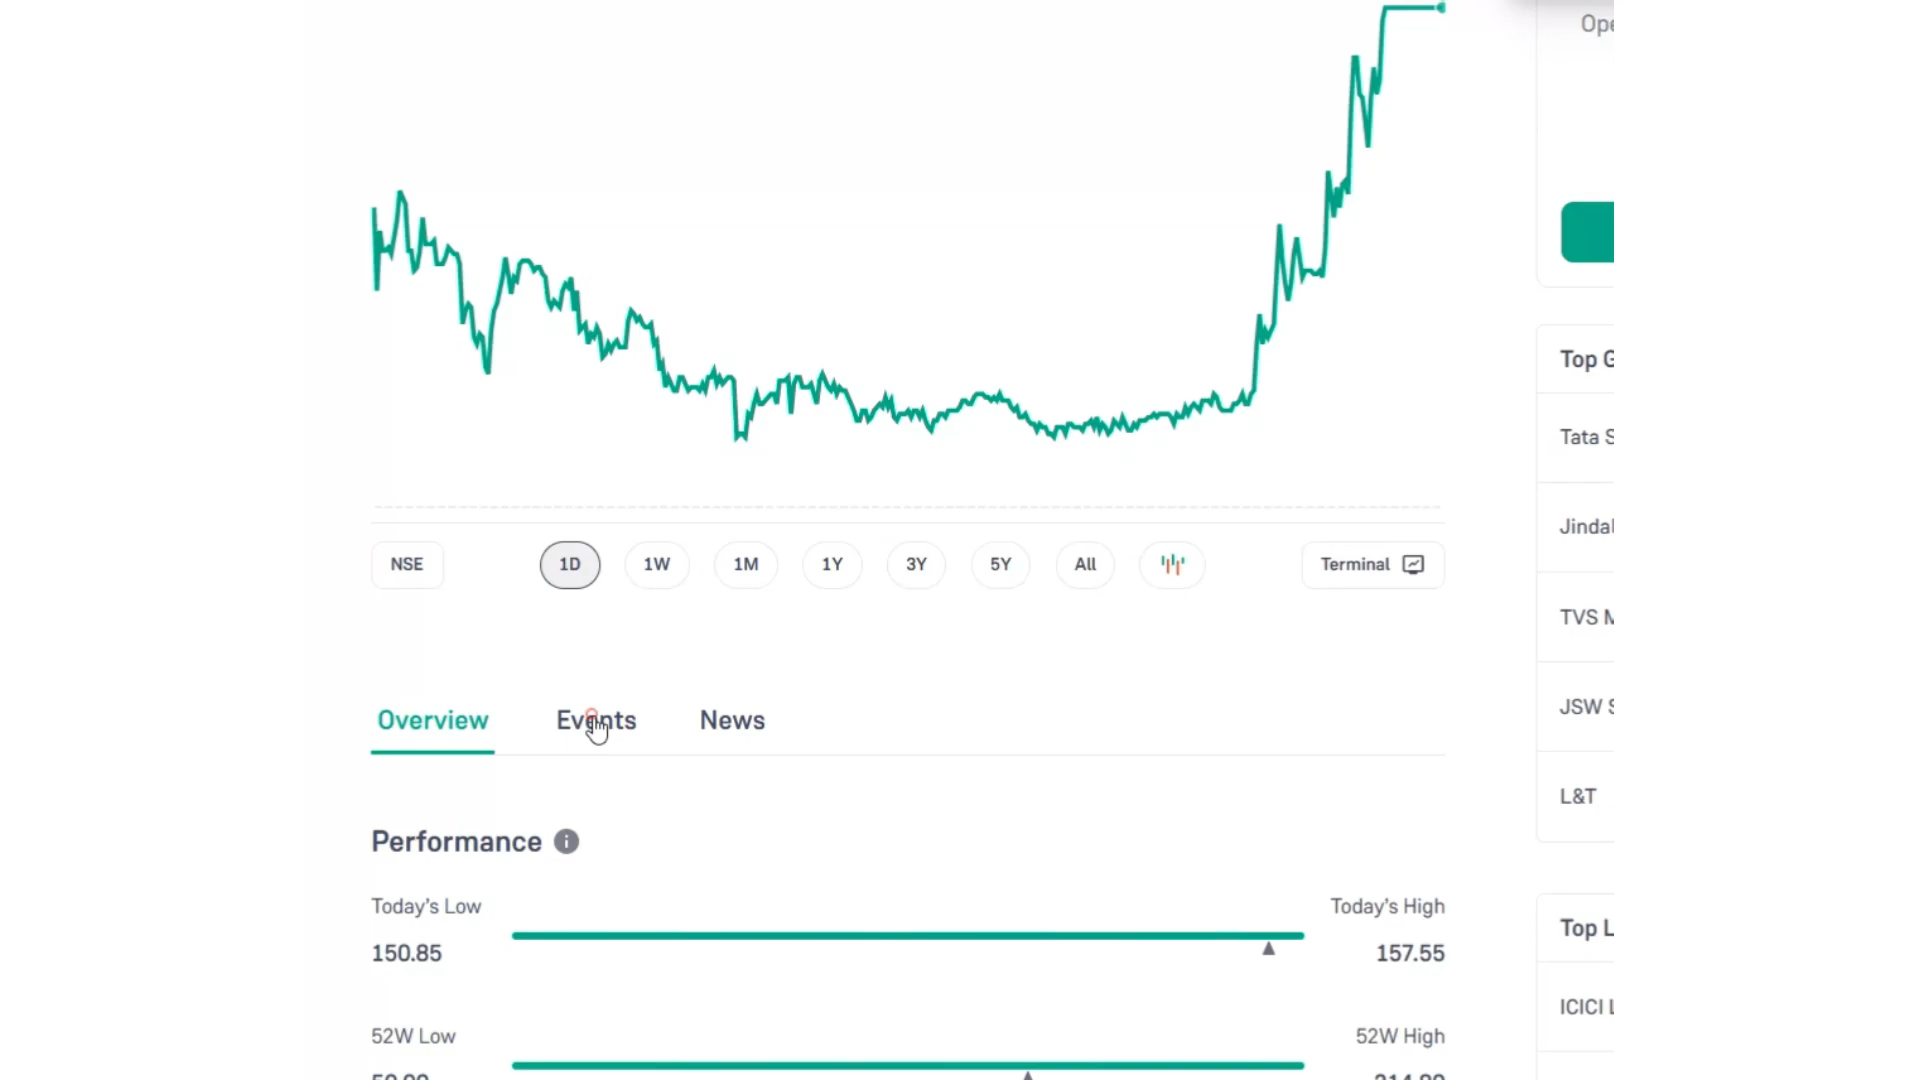 Ope
NSE
1D
1W
1M
1Y
3Y
5Y
All
Terminal
Overview
Events
News
Performance
Today's Low
150.85
Today's High
157.55
52W Low
52W High
Top G
Tata S
Jindal
TVS M
JSW S
L&T
Top L
ICICI L